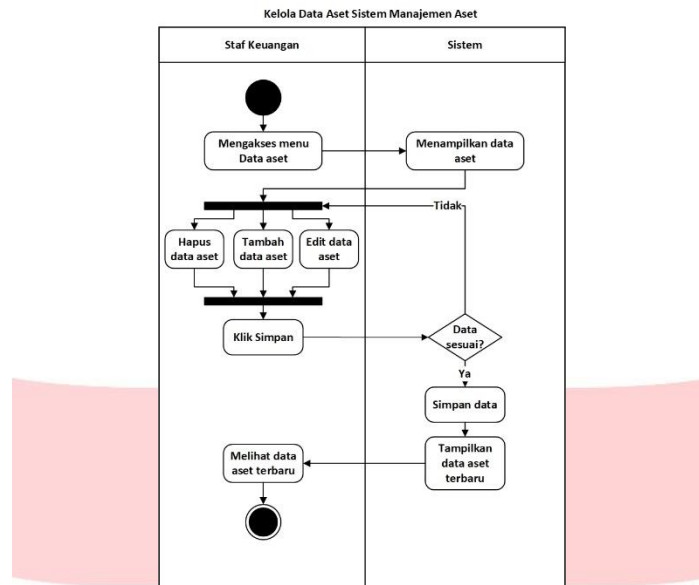 Kelola Data Aset Sistem Manajemen Aset
Staf Keuangan
Sistem
Mengakses menu
Data aset
Menampilkan data
aset
Tidak
Hapus
data aset
Tambah
data aset
Edit data
aset
Klik Simpan
Data
sesuai?
Ya
Simpan data
Tampilkan
data aset
terbaru
Melihat data
aset terbaru